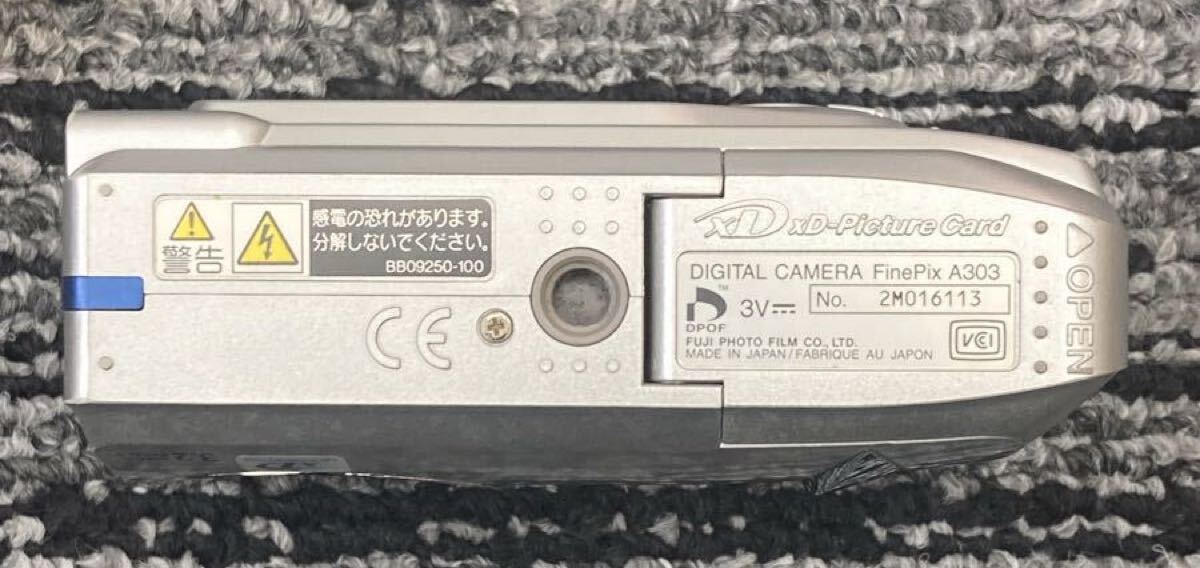 警告
感電の恐れがあります。
分解しないでください。
BB09250-100
CE
xD xD-Picture Card
DIGITAL CAMERA FinePix A303
DPOF
™
3V
No. 2M016113
FUJI PHOTO FILM CO., LTD.
MADE IN JAPAN/FABRIQUE AU JAPON
VCI
OPEN